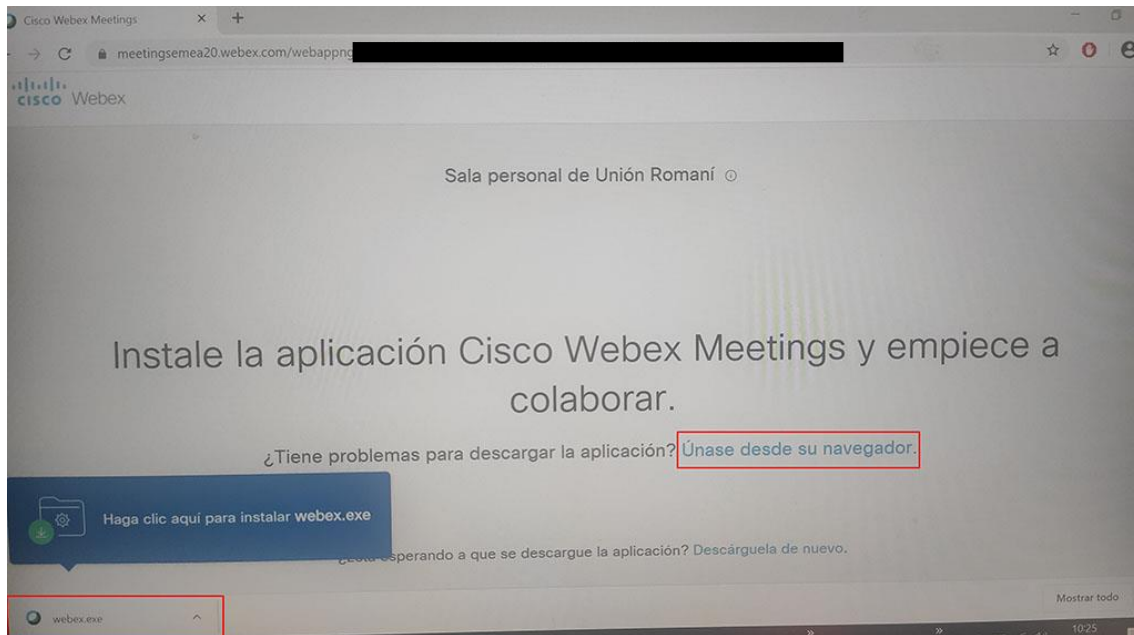 Cisco Webex Meetings
meetingsemea20.webex.com/webappng
CISCO Webex
Sala personal de Unión Romaní
Instale la aplicación Cisco Webex Meetings y empiece a
colaborar.
¿Tiene problemas para descargar la aplicación? Únase desde su navegador.
Haga clic aquí para instalar webex.exe
esperando a que se descargue la aplicación? Descárguela de nuevo.
webex.exe
Mostrar todo
10:25